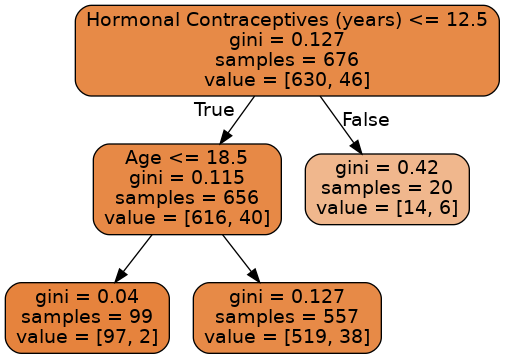 Hormonal Contraceptives (years) <= 12.5
gini = 0.127
samples = 676
value = [630, 46]
True
False
Age <= 18.5
gini = 0.115
samples = 656
value = [616, 40]
gini = 0.42
samples = 20
value = [14, 6]
gini = 0.04
samples = 99
value = [97, 2]
gini = 0.127
samples = 557
value = [519, 38]